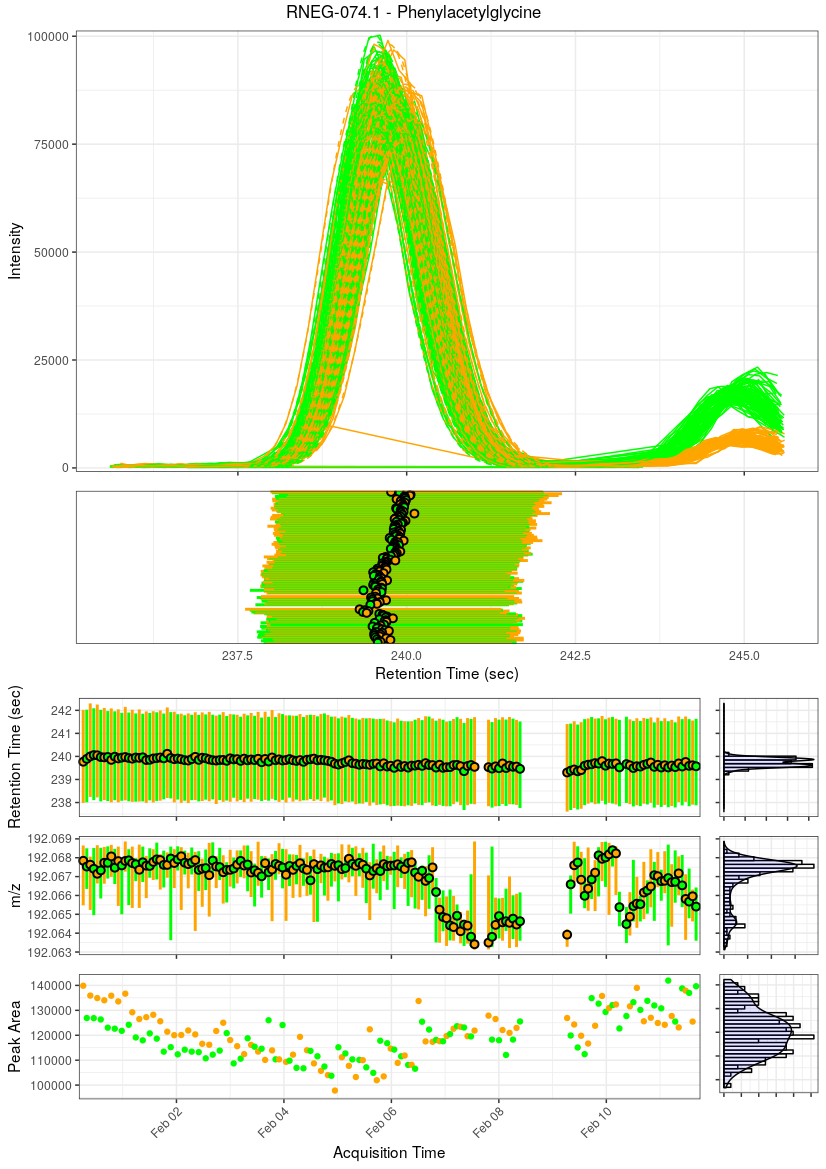 RNEG-074.1 - Phenylacetylglycine
100000
75000
50000
25000
0
Intensity
237.5 240.0 242.5 245.0
Retention Time (sec)
Retention Time (sec)
242
240
239
238
m/z
192.069
192.068
192.067
192.066
192.065
192.064
192.063
Peak Area
140000
130000
120000
110000
100000
Feb 02 Feb 04 Feb 06 Feb 08 Feb 10
Acquisition Time